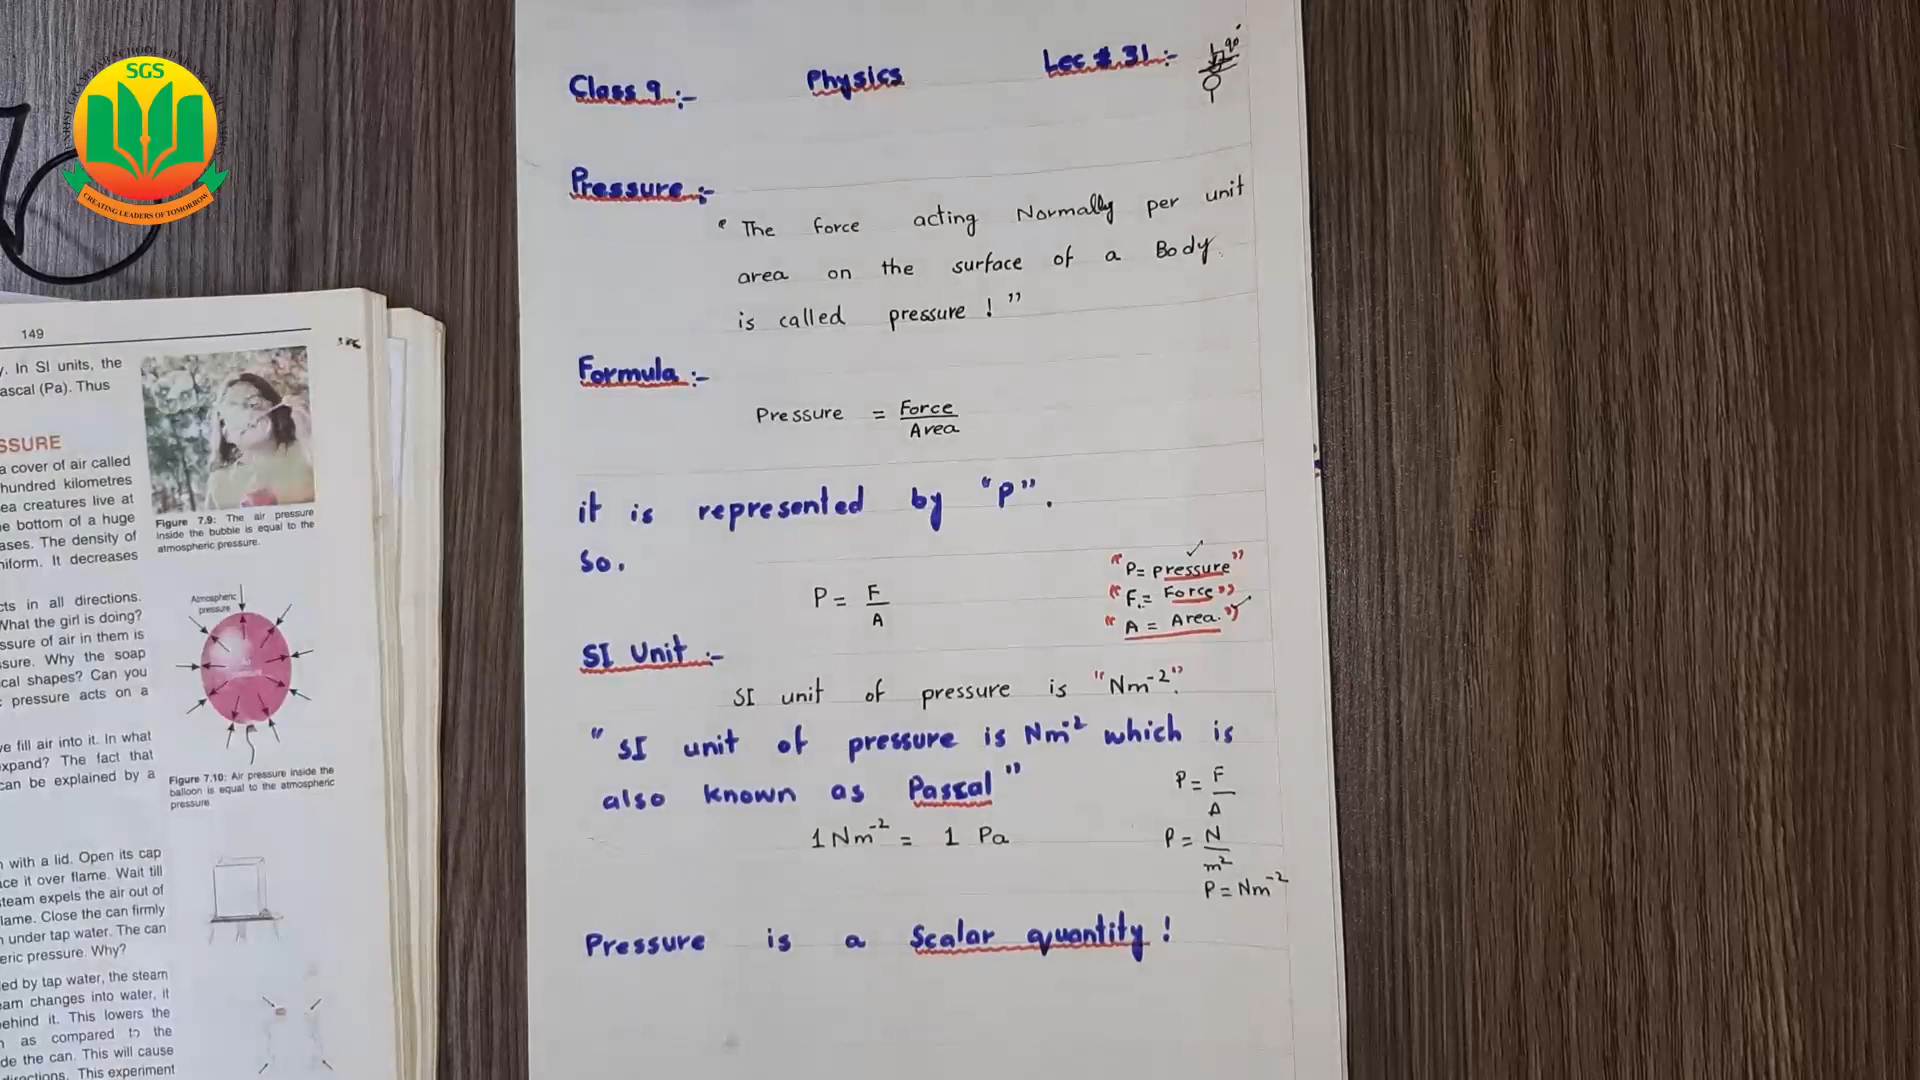 SGS
CREATING LEADERS OF TOMORROW
Class 9 :-
Physics
Lec # 31 :-
90°
Pressure :-
" The Force acting Normally per unit
area on the surface of a Body.
is called pressure ! "
Formula :-
Pressure = Force
Area
it is represented by "P".
So.
P = F
A
"P= pressure"
"F.= Force"
"A = Area."
SI Unit :-
SI unit of pressure is "Nm⁻²".
" SI unit of pressure is Nm⁻² which is
also known as Pascal "
1 Nm⁻² = 1 Pa
P = F
A
P = N
m²
P = Nm⁻²
Pressure is a Scalar quantity !
149
y. In SI units, the
ascal (Pa). Thus
SSURE
a cover of air called
hundred kilometres
ea creatures live at
e bottom of a huge
ases. The density of
niform. It decreases
cts in all directions.
What the girl is doing?
ssure of air in them is
sure. Why the soap
cal shapes? Can you
pressure acts on a
ve fill air into it. In what
expand? The fact that
can be explained by a
with a lid. Open its cap
ace it over flame. Wait till
steam expels the air out of
lame. Close the can firmly
under tap water. The can
eric pressure. Why?
led by tap water, the steam
eam changes into water, it
behind it. This lowers the
as compared to the
de the can. This will cause
directions. This experiment
Figure 7.9: The air pressure
inside the bubble is equal to the
atmospheric pressure.
Atmospheric
pressure
Figure 7.10: Air pressure inside the
balloon is equal to the atmospheric
pressure.